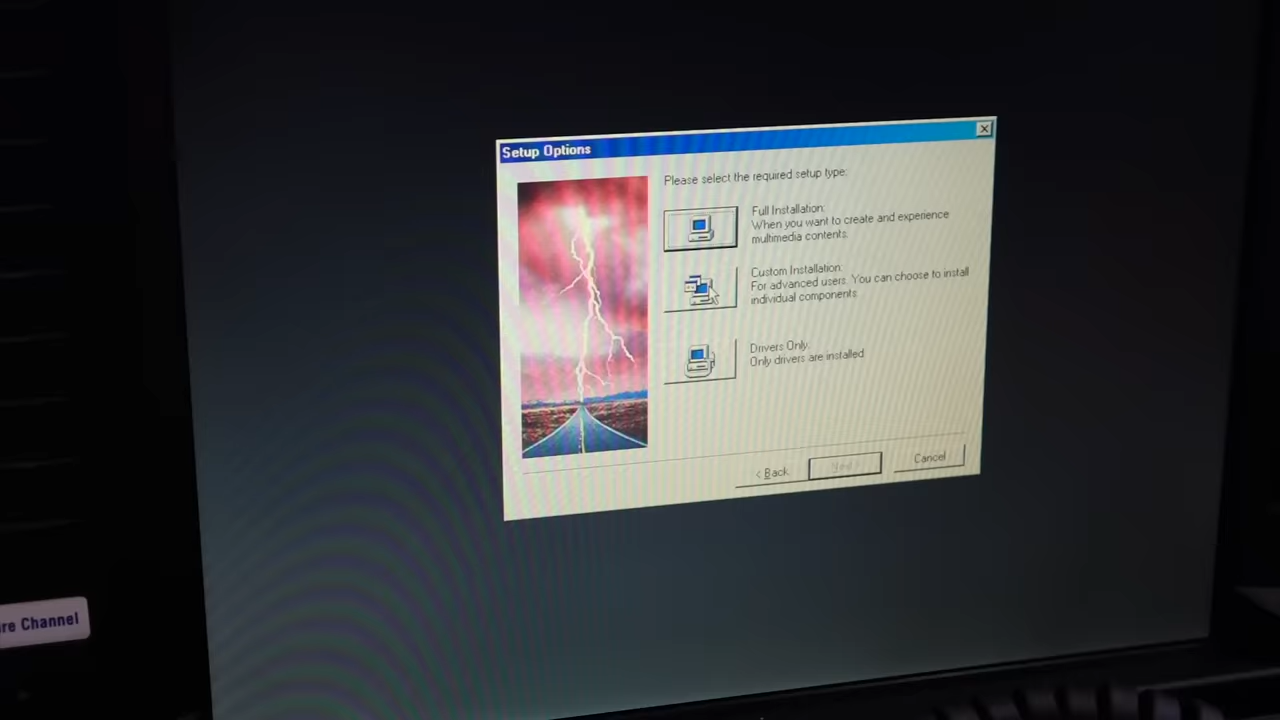 Setup Options
Please select the required setup type:
Full Installation:
When you want to create and experience
multimedia contents.
Custom Installation:
For advanced users. You can choose to install
individual components.
Drivers Only:
Only drivers are installed.
< Back
Next >
Cancel
re Channel